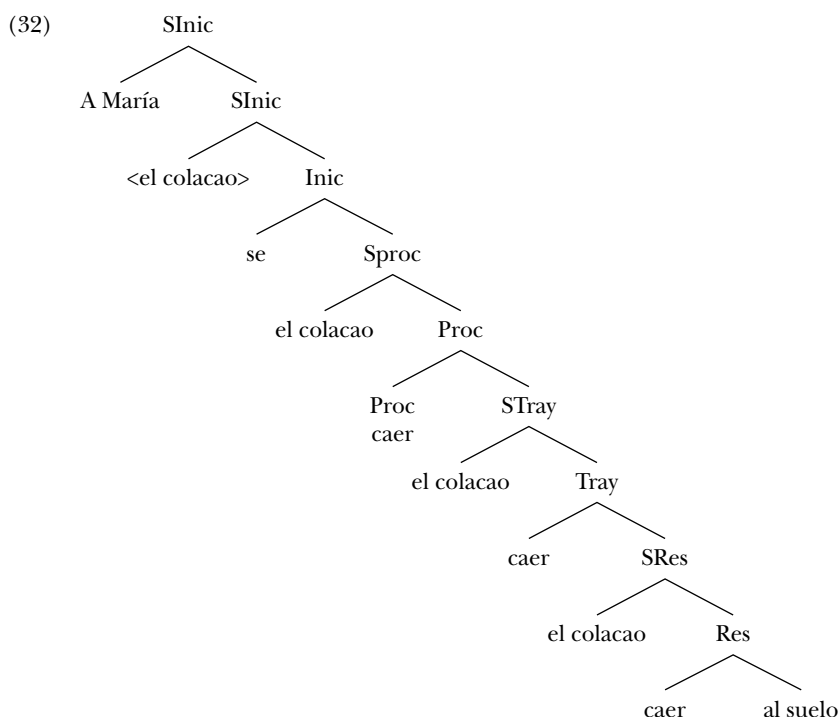 (32) SInic
A María SInic
<el colacao> Inic
se Sproc
el colacao Proc
Proc STray
caer
el colacao Tray
caer SRes
el colacao Res
caer al suelo